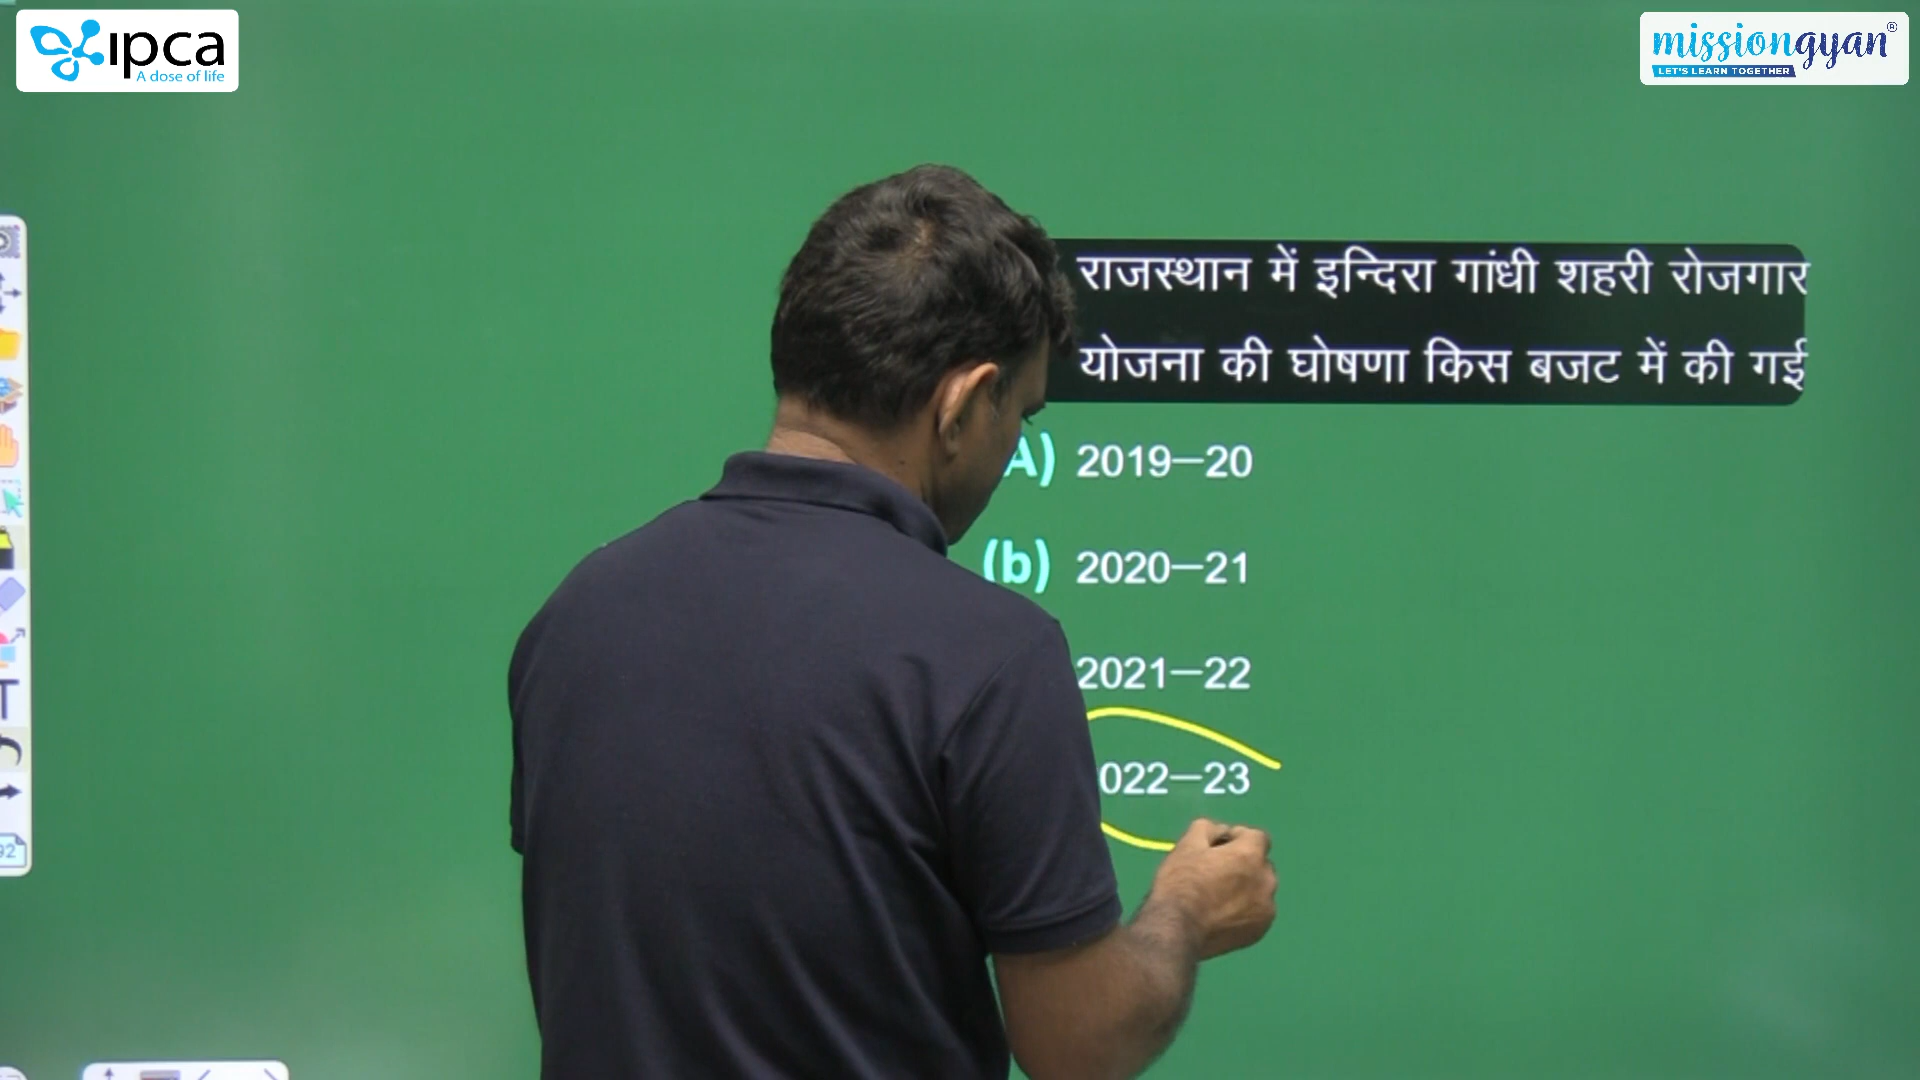 ipca
A dose of life
missiongyan®
LET'S LEARN TOGETHER
राजस्थान में इन्दिरा गांधी शहरी रोजगार
योजना की घोषणा किस बजट में की गई
A) 2019–20
(b) 2020–21
2021–22
022–23
T
92